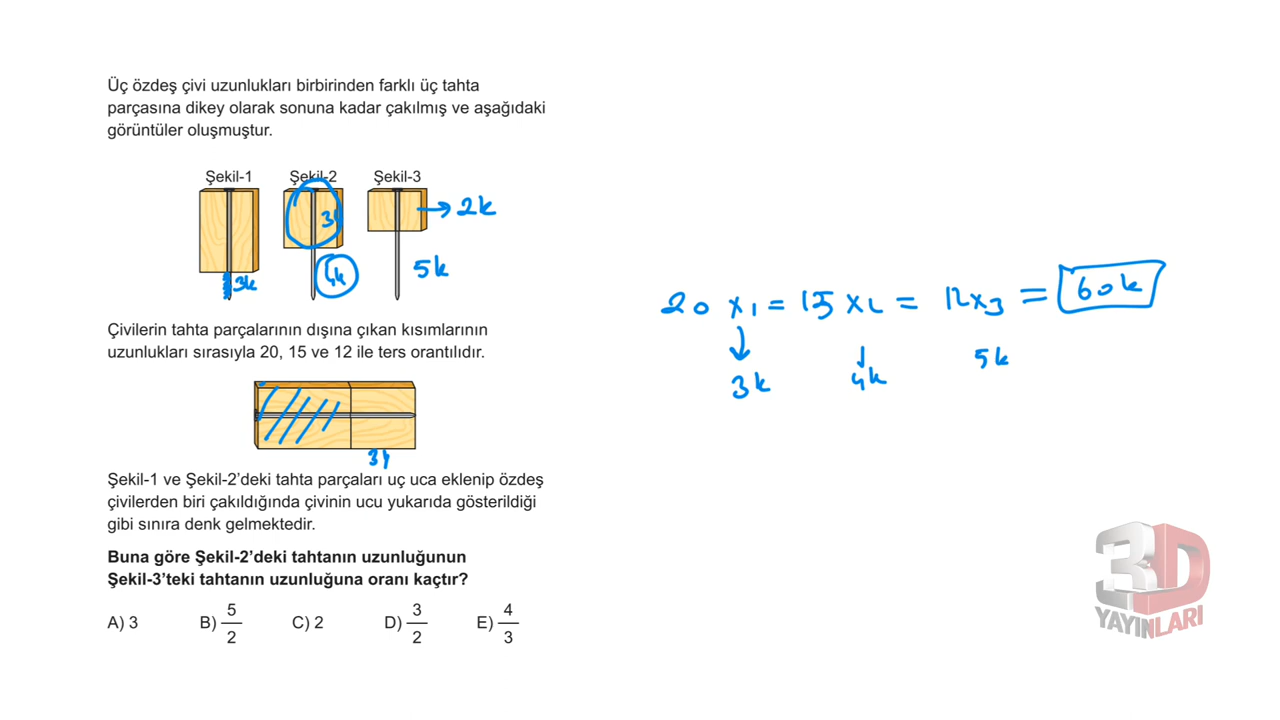 Üç özdeş çivi uzunlukları birbirinden farklı üç tahta
parçasına dikey olarak sonuna kadar çakılmış ve aşağıdaki
görüntüler oluşmuştur.
Şekil-1 Şekil-2 Şekil-3
3k
4k
2k
5k
3k
Çivilerin tahta parçalarının dışına çıkan kısımlarının
uzunlukları sırasıyla 20, 15 ve 12 ile ters orantılıdır.
Şekil-1 ve Şekil-2'deki tahta parçaları uç uca eklenip özdeş
çivilerden biri çakıldığında çivinin ucu yukarıda gösterildiği
gibi sınıra denk gelmektedir.
Buna göre Şekil-2'deki tahtanın uzunluğunun
Şekil-3'teki tahtanın uzunluğuna oranı kaçtır?
A) 3 B) 5/2 C) 2 D) 3/2 E) 4/3
20 x1 = 15 x2 = 12x3 = 60k
3k 4k 5k
3D
YAYINLARI